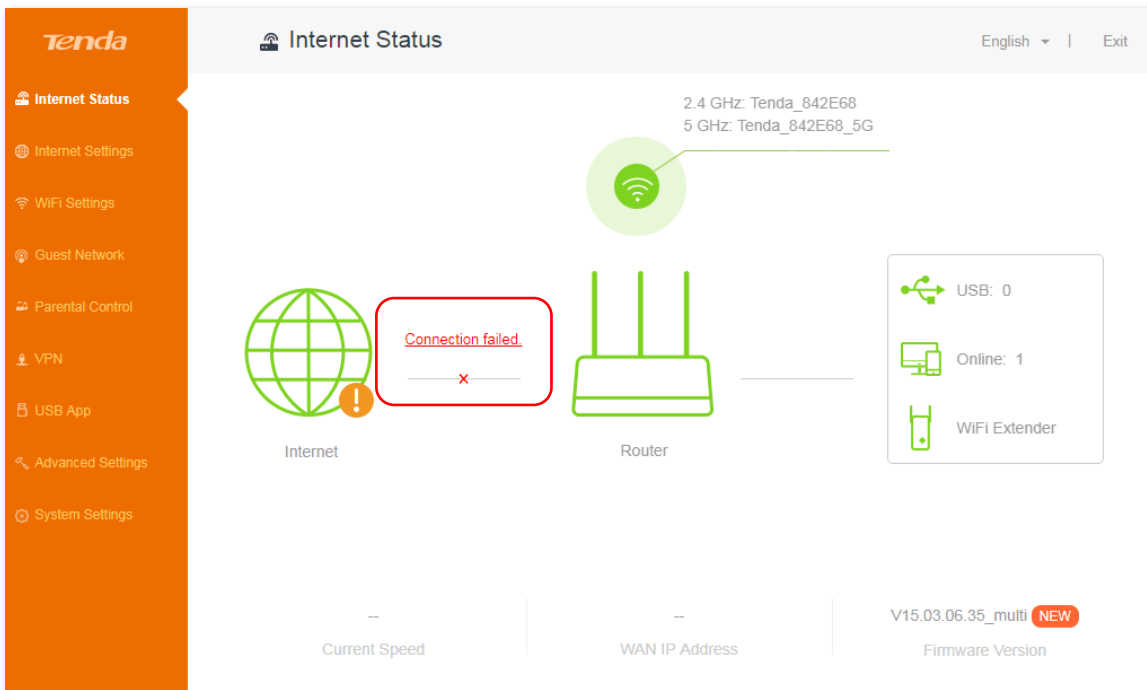 Tenda
Internet Status
English
|
Exit
Internet Status
Internet Settings
WiFi Settings
Guest Network
Parental Control
VPN
USB App
Advanced Settings
System Settings
2.4 GHz: Tenda_842E68
5 GHz: Tenda_842E68_5G
Connection failed.
Internet
Router
USB: 0
Online: 1
WiFi Extender
--
Current Speed
--
WAN IP Address
V15.03.06.35_multi NEW
Firmware Version